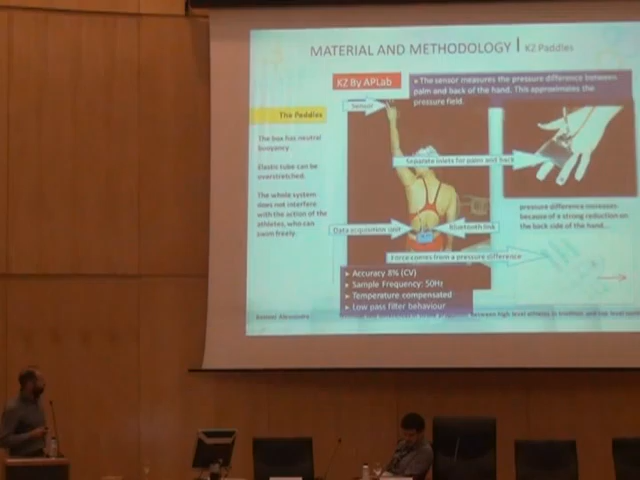 MATERIAL AND METHODOLOGY | KZ Paddles
KZ By APLab
The sensor measures the pressure difference between
palm and back of the hand. This approximates the
pressure field.
Sensor
The Paddles
The box has neutral
buoyancy
Elastic tube can be
overstretched.
The whole system
does not interfere
with the action of the
athletes, who can
swim freely.
Separate inlets for palm and back
pressure difference increases
because of a strong reduction on
the back side of the hand...
Data acquisition unit
Bluetooth link
Force comes from a pressure difference
Accuracy 8% (CV)
Sample Frequency: 50Hz
Temperature compensated
Low pass filter behaviour
between high level